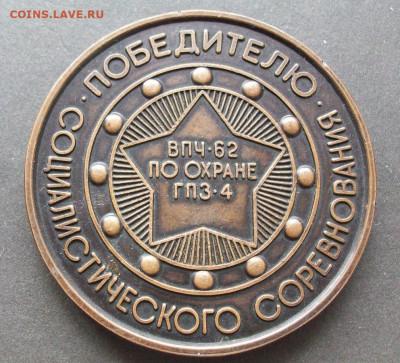 COINS.LAVE.RU
· ПОБЕДИТЕЛЮ ·
СОЦИАЛИСТИЧЕСКОГО СОРЕВНОВАНИЯ
ВПЧ·62
ПО ОХРАНЕ
ГПЗ·4